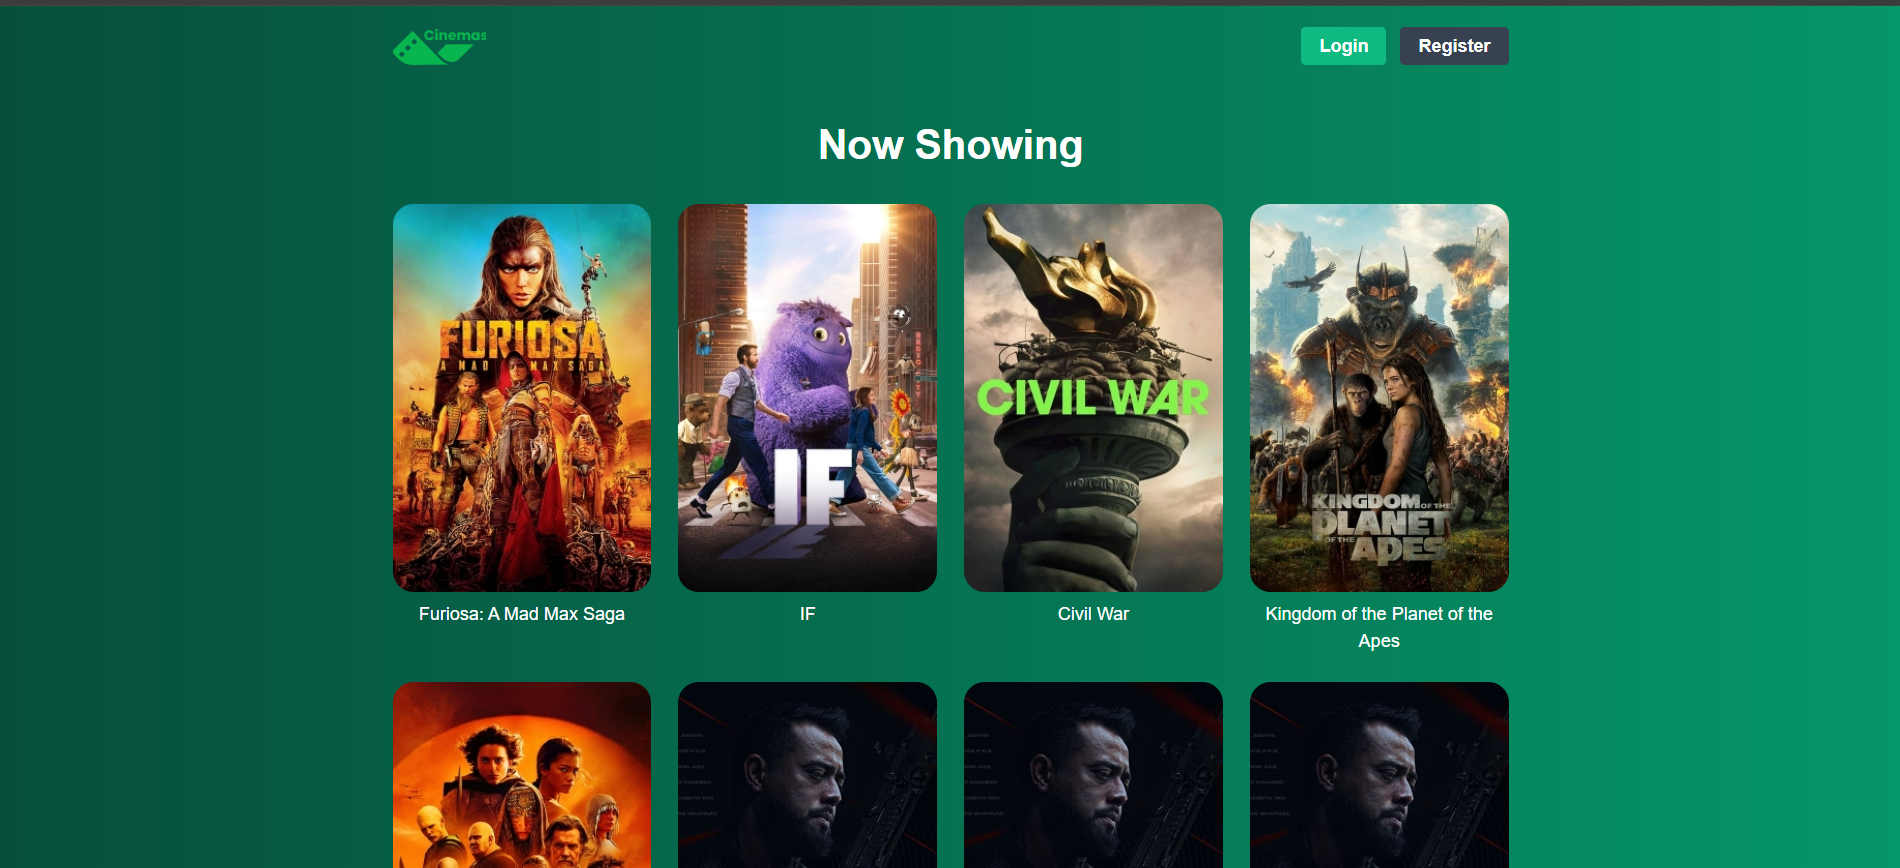 Cinemas
Login
Register
Now Showing
FURIOSA
A MAD MAX SAGA
IF
CIVIL WAR
KINGDOM OF THE
PLANET
OF THE APES
Furiosa: A Mad Max Saga
IF
Civil War
Kingdom of the Planet of the
Apes